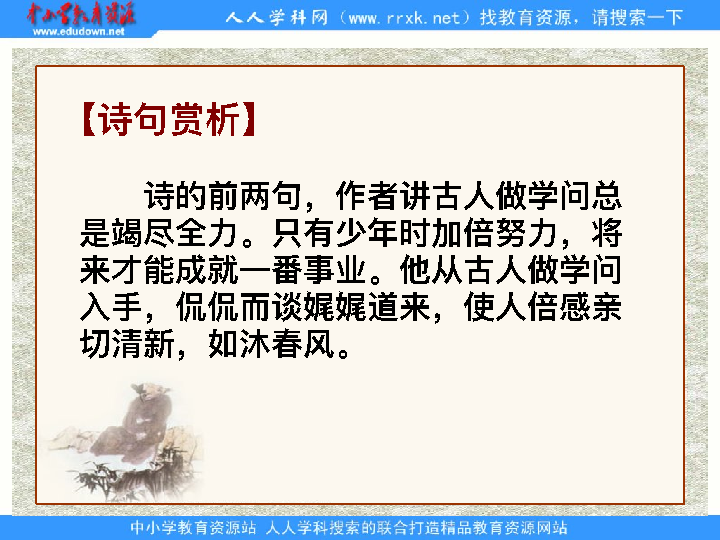 中小学教育资源
www.edudown.net
人人学科网（www.rrxk.net）找教育资源，请搜索一下
【诗句赏析】
诗的前两句，作者讲古人做学问总
是竭尽全力。只有少年时加倍努力，将
来才能成就一番事业。他从古人做学问
入手，侃侃而谈娓娓道来，使人倍感亲
切清新，如沐春风。
中小学教育资源站 人人学科搜索的联合打造精品教育资源网站